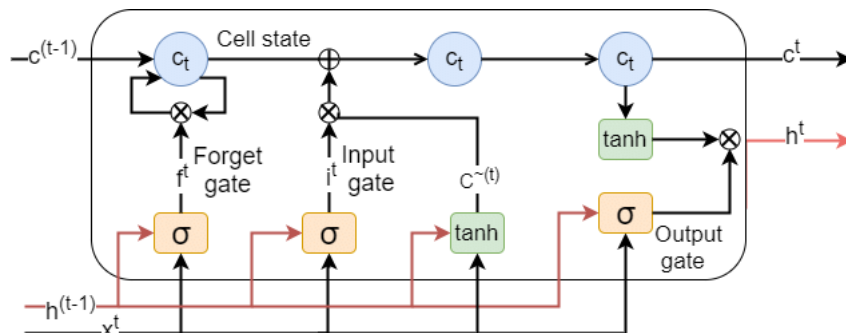 c(t-1)
ct
Cell state
ct
ct
ct
tanh
ht
ft
Forget
gate
it
Input
gate
C~(t)
σ
σ
tanh
σ
Output
gate
h(t-1)
xt